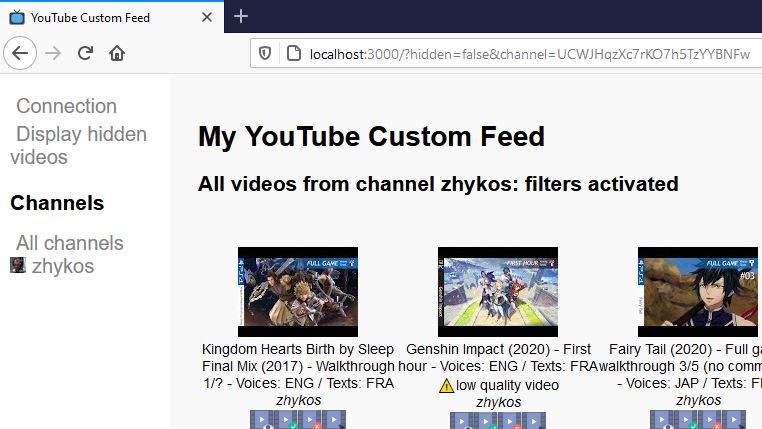 YouTube Custom Feed
localhost:3000/?hidden=false&channel=UCWJHqzXc7rKO7h5TzYYBNFw
Connection
Display hidden
videos
Channels
All channels
zhykos
My YouTube Custom Feed
All videos from channel zhykos: filters activated
FULL GAME
Kingdom Hearts Birth by Sleep
Final Mix (2017) - Walkthrough
1/? - Voices: ENG / Texts: FRA
zhykos
FIRST HOUR
Genshin Impact
Genshin Impact (2020) - First
hour - Voices: ENG / Texts: FRA
low quality video
zhykos
FULL GAME
#03
Fairy Tail
Fairy Tail (2020) - Full ga
walkthrough 3/5 (no comm
- Voices: JAP / Texts: F
zhykos